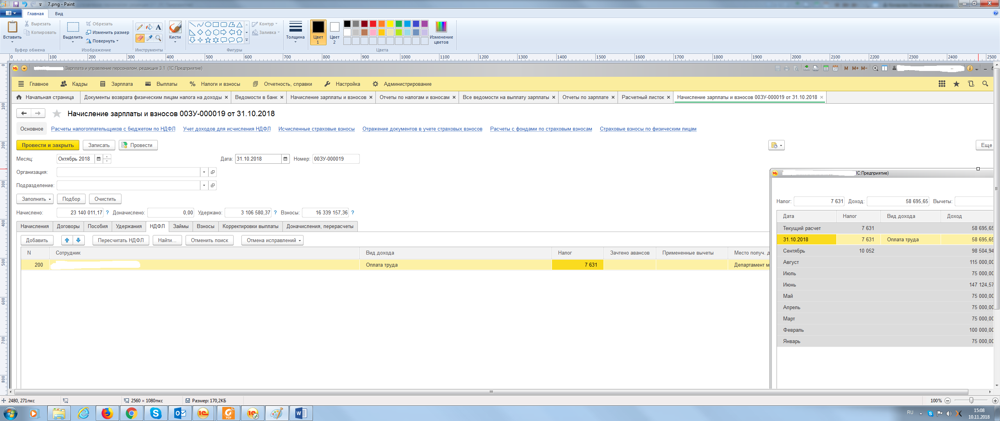 7.png - Paint
Главная Вид
Вставить Вырезать Копировать
Выделить Обрезать Изменить размер Повернуть
Кисти
Контур Заливка
Толщина Цвет 1 Цвет 2 Изменение цветов
Буфер обмена Изображение Инструменты Фигуры Цвета
0 100 200 300 400 500 600 700 800 900 1000 1100 1200 1300 1400 1500 1600 1700 1800 1900 2000 2100 2200 2300 2400 2500
0 100 200 300 400 500 600 700 800
/ Зарплата и управление персоналом, редакция 3.1 (1С:Предприятие) M M+ M-
Главное Кадры Зарплата Выплаты Налоги и взносы Отчетность, справки Настройка Администрирование
Начальная страница Документы возврата физическим лицам налога на доходы × Ведомости в банк × Начисление зарплаты и взносов × Отчеты по налогам и взносам × Все ведомости на выплату зарплаты × Отчеты по зарплате × Расчетный листок × Начисление зарплаты и взносов 00ЗУ-000019 от 31.10.2018 ×
Начисление зарплаты и взносов 00ЗУ-000019 от 31.10.2018
Основное Расчеты налогоплательщиков с бюджетом по НДФЛ Учет доходов для исчисления НДФЛ Исчисленные страховые взносы Отражение документов в учете страховых взносов Расчеты с фондами по страховым взносам Страховые взносы по физическим лицам
Провести и закрыть Записать Провести Еще
Месяц: Октябрь 2018 Дата: 31.10.2018 Номер: 00ЗУ-000019
Организация:
Подразделение:
Заполнить Подбор Очистить
Начислено: 23 140 011,17 ? Доначислено: 0,00 Удержано: 3 106 580,37 ? Взносы: 16 339 157,36 ?
Начисления Договоры Пособия Удержания НДФЛ Займы Взносы Корректировки выплаты Доначисления, перерасчеты
Добавить Пересчитать НДФЛ Найти... Отменить поиск Отмена исправлений
N Сотрудник Вид дохода Налог Зачтено авансов Примененные вычеты Место получ. д
200 Оплата труда 7 631 Департамент м
1С:Предприятие)
Налог: 7 631 Доход: 58 695,65 Вычеты:
Дата Налог Вид дохода Доход
Текущий расчет 7 631 58 695,65
31.10.2018 7 631 Оплата труда 58 695,65
Сентябрь 10 052 98 504,94
Август 115 000,00
Июль 75 000,00
Июнь 147 124,57
Май 75 000,00
Апрель 75 000,00
Март 75 000,00
Февраль 100 000,00
Январь 75 000,00
2480, 271пкс 2560 × 1080пкс Размер: 170,2КБ 100%
RU 15:08
10.11.2018